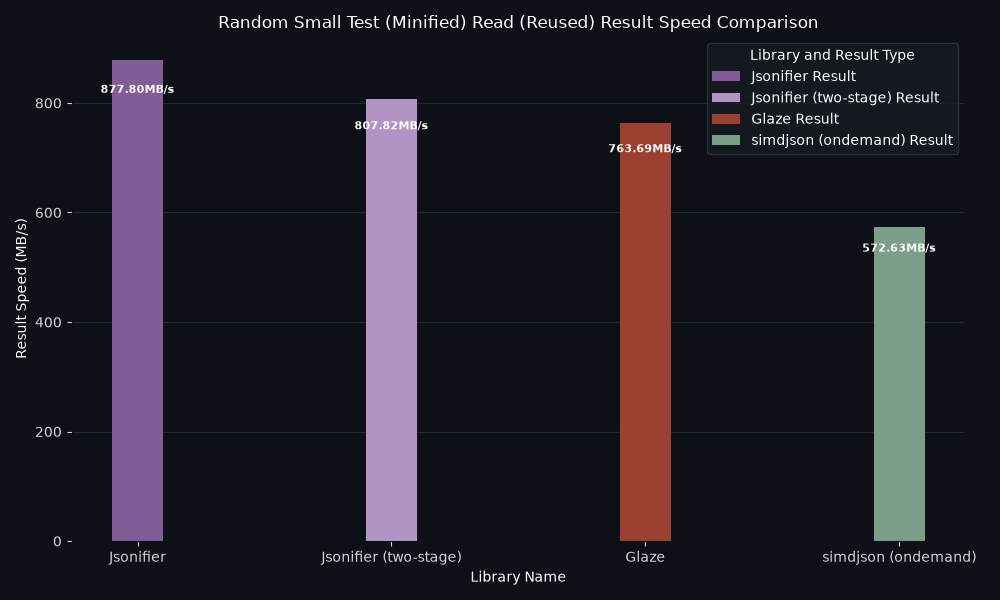 Random Small Test (Minified) Read (Reused) Result Speed Comparison
Library and Result Type
Jsonifier Result
Jsonifier (two-stage) Result
Glaze Result
simdjson (ondemand) Result
877.80MB/s
807.82MB/s
763.69MB/s
572.63MB/s
Result Speed (MB/s)
800
600
400
200
0
Jsonifier
Jsonifier (two-stage)
Glaze
simdjson (ondemand)
Library Name